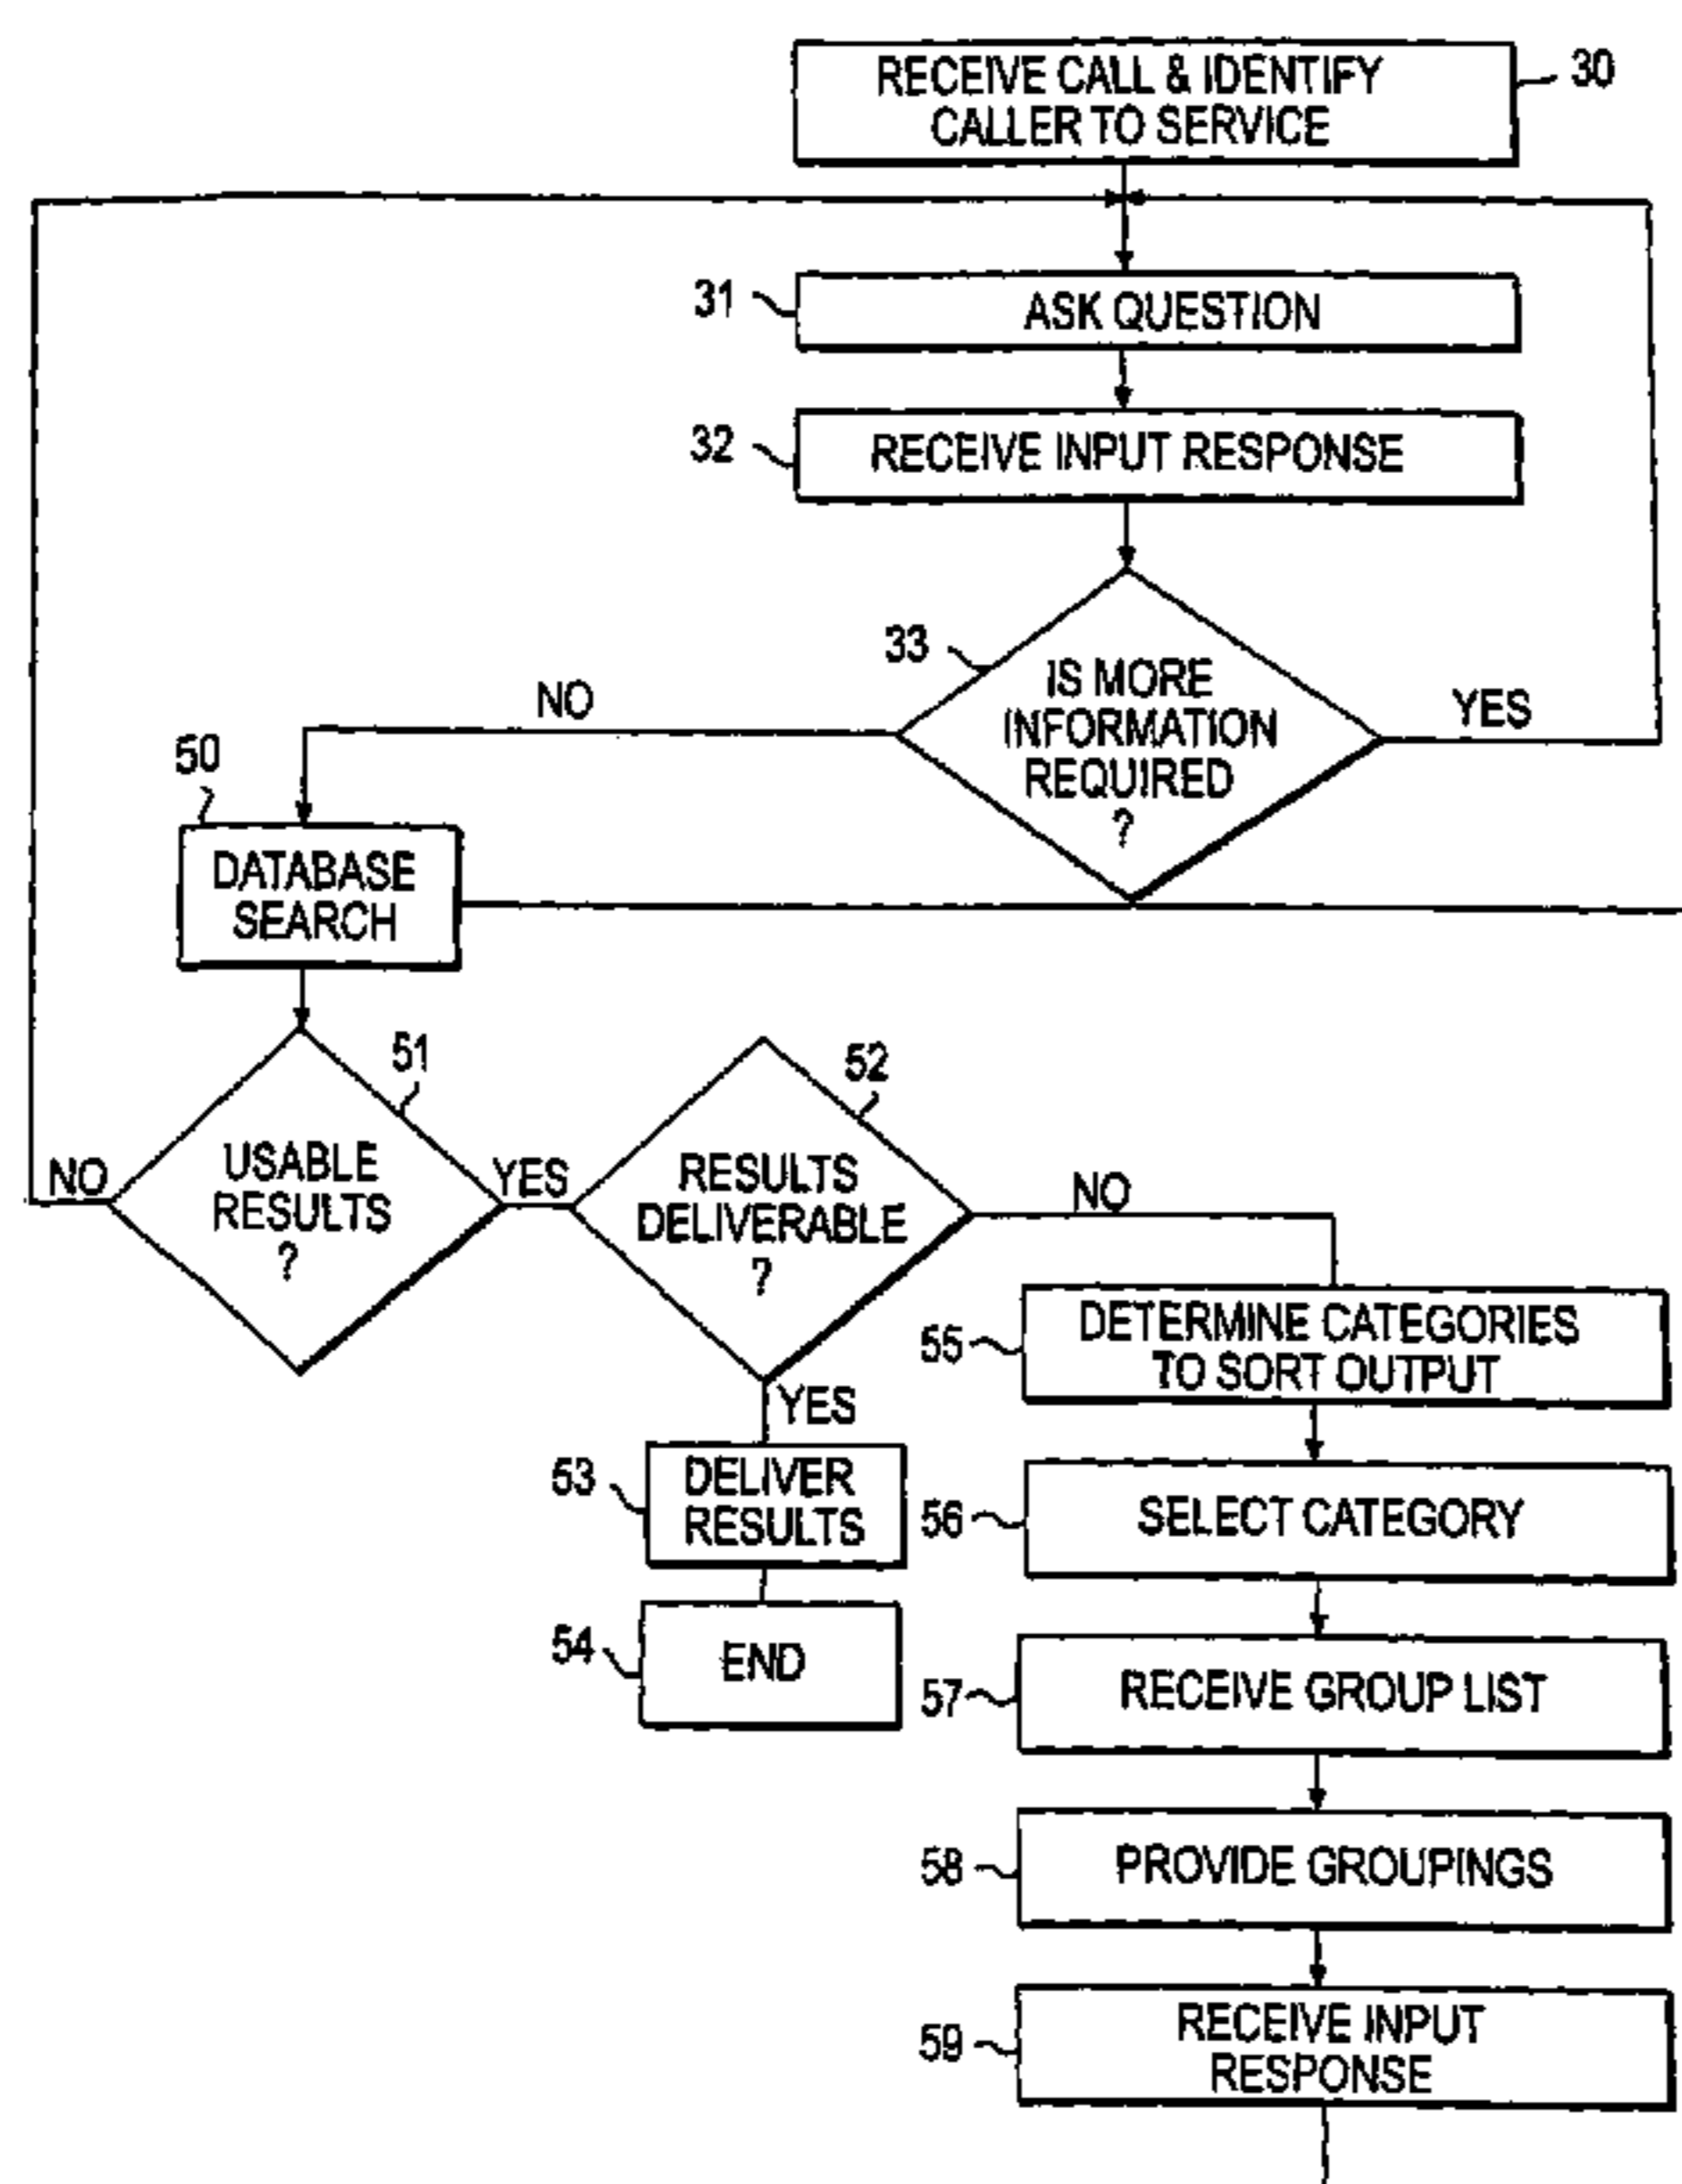 RECEIVE CALL & IDENTIFY
CALLER TO SERVICE
30
31
ASK QUESTION
32
RECEIVE INPUT RESPONSE
33
IS MORE
INFORMATION
REQUIRED
?
NO
YES
50
DATABASE
SEARCH
51
USABLE
RESULTS
?
NO
YES
52
RESULTS
DELIVERABLE
?
NO
YES
53
DELIVER
RESULTS
54
END
55
DETERMINE CATEGORIES
TO SORT OUTPUT
56
SELECT CATEGORY
57
RECEIVE GROUP LIST
58
PROVIDE GROUPINGS
59
RECEIVE INPUT
RESPONSE